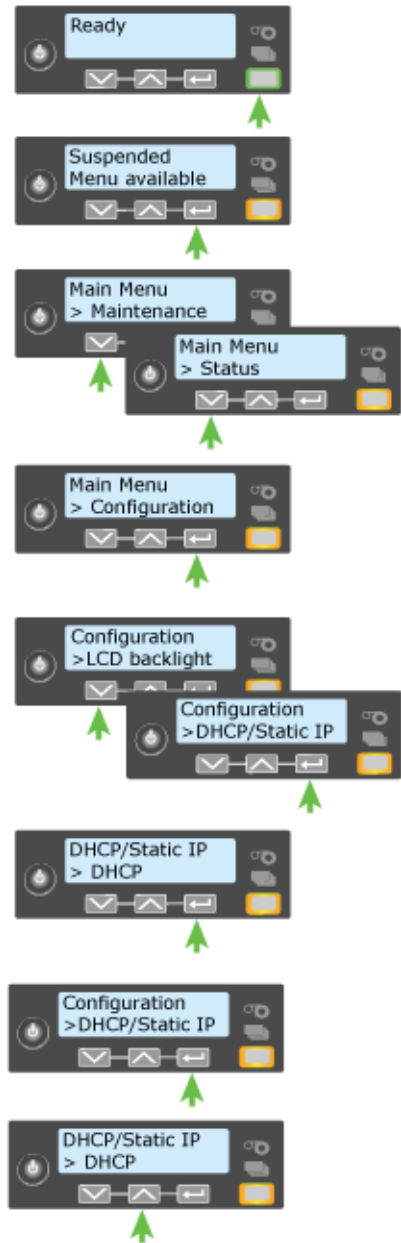 Ready
Suspended
Menu available
Main Menu
> Maintenance
Main Menu
> Status
Main Menu
> Configuration
Configuration
>LCD backlight
Configuration
>DHCP/Static IP
DHCP/Static IP
> DHCP
Configuration
>DHCP/Static IP
DHCP/Static IP
> DHCP